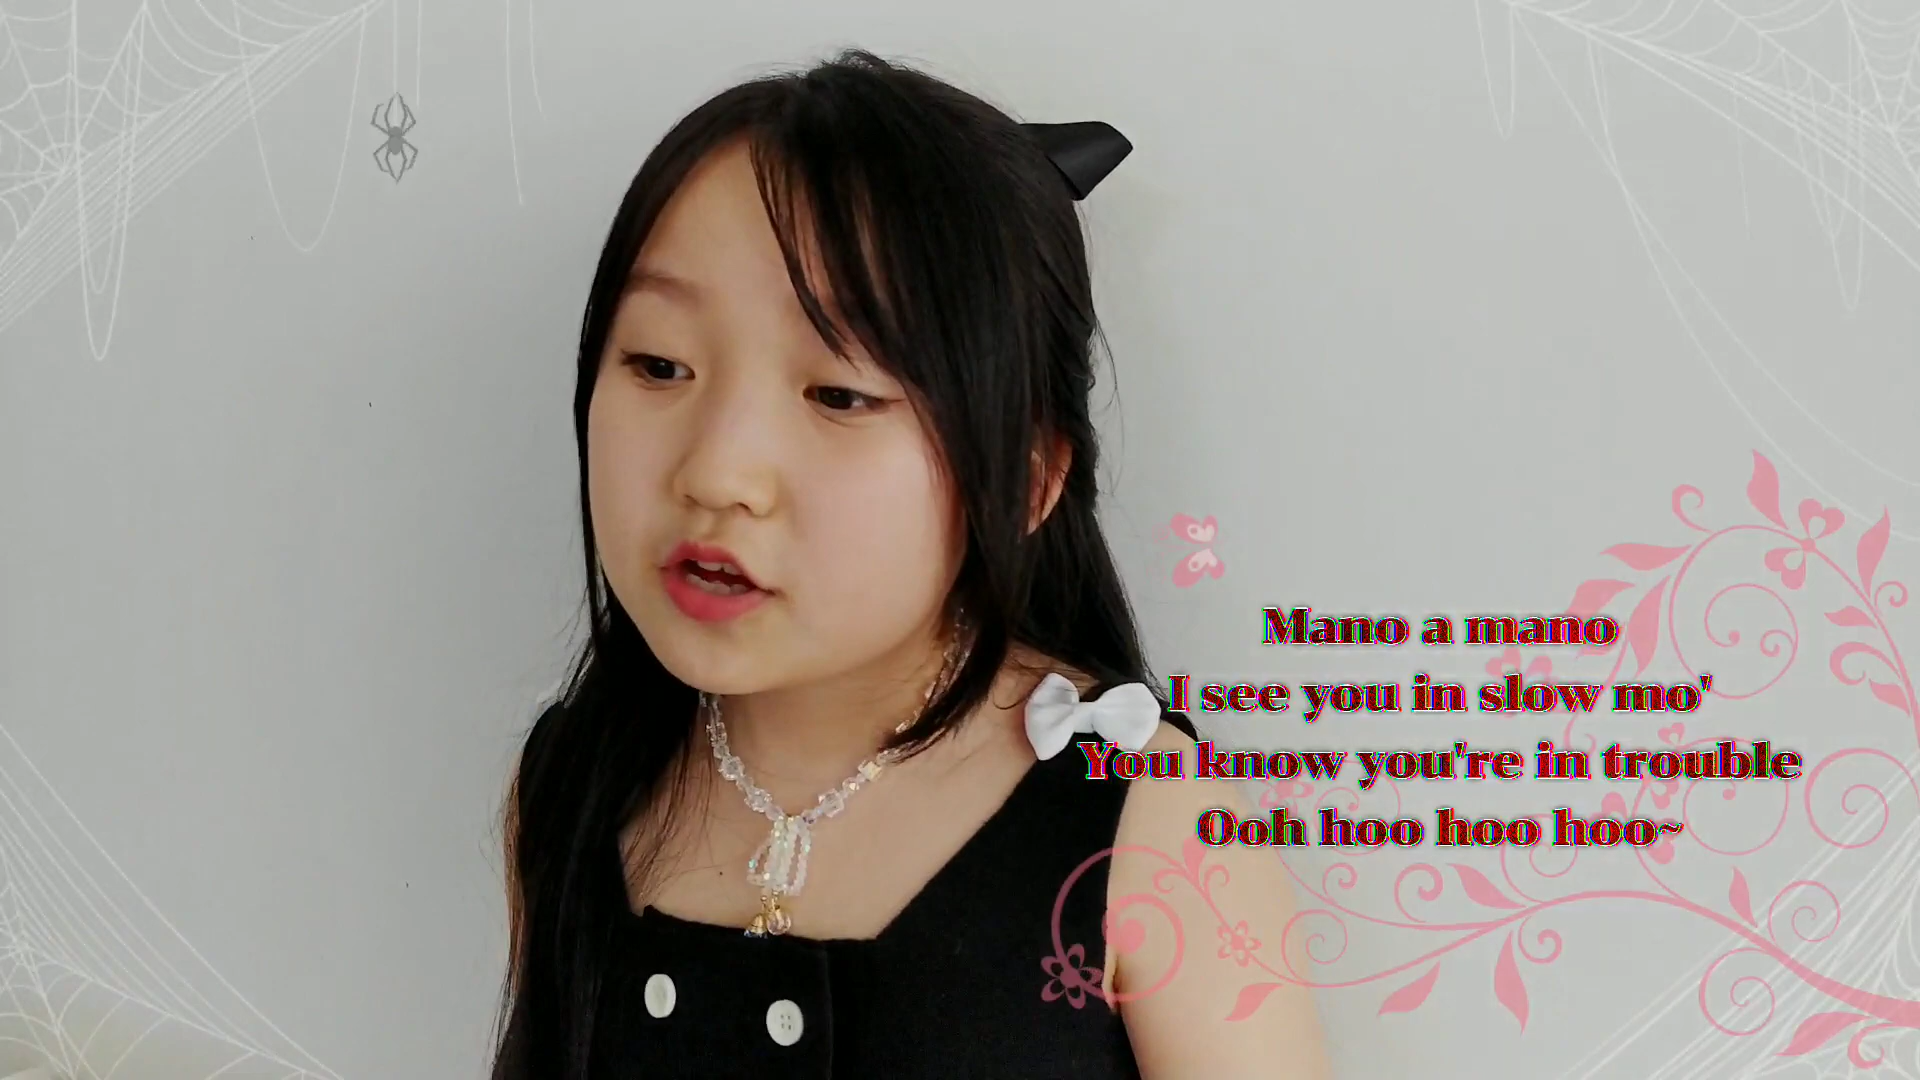 Mano a mano
I see you in slow mo'
You know you're in trouble
Ooh hoo hoo hoo~